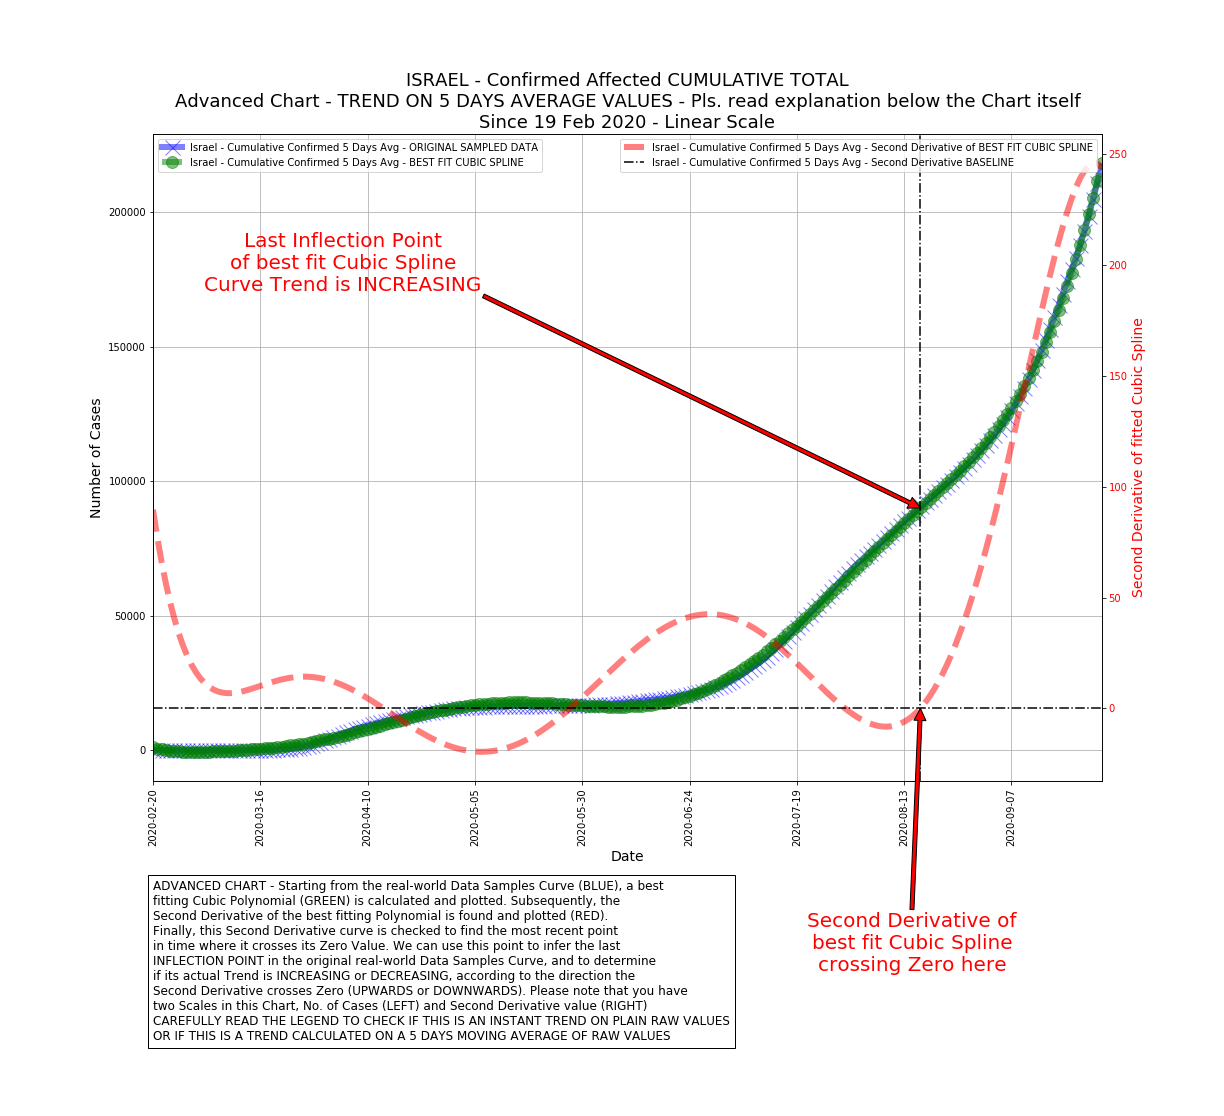 ISRAEL - Confirmed Affected CUMULATIVE TOTAL
Advanced Chart - TREND ON 5 DAYS AVERAGE VALUES - Pls. read explanation below the Chart itself
Since 19 Feb 2020 - Linear Scale
Israel - Cumulative Confirmed 5 Days Avg - ORIGINAL SAMPLED DATA
Israel - Cumulative Confirmed 5 Days Avg - BEST FIT CUBIC SPLINE
Israel - Cumulative Confirmed 5 Days Avg - Second Derivative of BEST FIT CUBIC SPLINE
Israel - Cumulative Confirmed 5 Days Avg - Second Derivative BASELINE
Last Inflection Point
of best fit Cubic Spline
Curve Trend is INCREASING
Number of Cases
200000
150000
100000
50000
0
250
200
150
100
50
0
Second Derivative of fitted Cubic Spline
2020-02-20
2020-03-16
2020-04-10
2020-05-05
2020-05-30
2020-06-24
2020-07-19
2020-08-13
2020-09-07
Date
Second Derivative of
best fit Cubic Spline
crossing Zero here
ADVANCED CHART - Starting from the real-world Data Samples Curve (BLUE), a best
fitting Cubic Polynomial (GREEN) is calculated and plotted. Subsequently, the
Second Derivative of the best fitting Polynomial is found and plotted (RED).
Finally, this Second Derivative curve is checked to find the most recent point
in time where it crosses its Zero Value. We can use this point to infer the last
INFLECTION POINT in the original real-world Data Samples Curve, and to determine
if its actual Trend is INCREASING or DECREASING, according to the direction the
Second Derivative crosses Zero (UPWARDS or DOWNWARDS). Please note that you have
two Scales in this Chart, No. of Cases (LEFT) and Second Derivative value (RIGHT)
CAREFULLY READ THE LEGEND TO CHECK IF THIS IS AN INSTANT TREND ON PLAIN RAW VALUES
OR IF THIS IS A TREND CALCULATED ON A 5 DAYS MOVING AVERAGE OF RAW VALUES